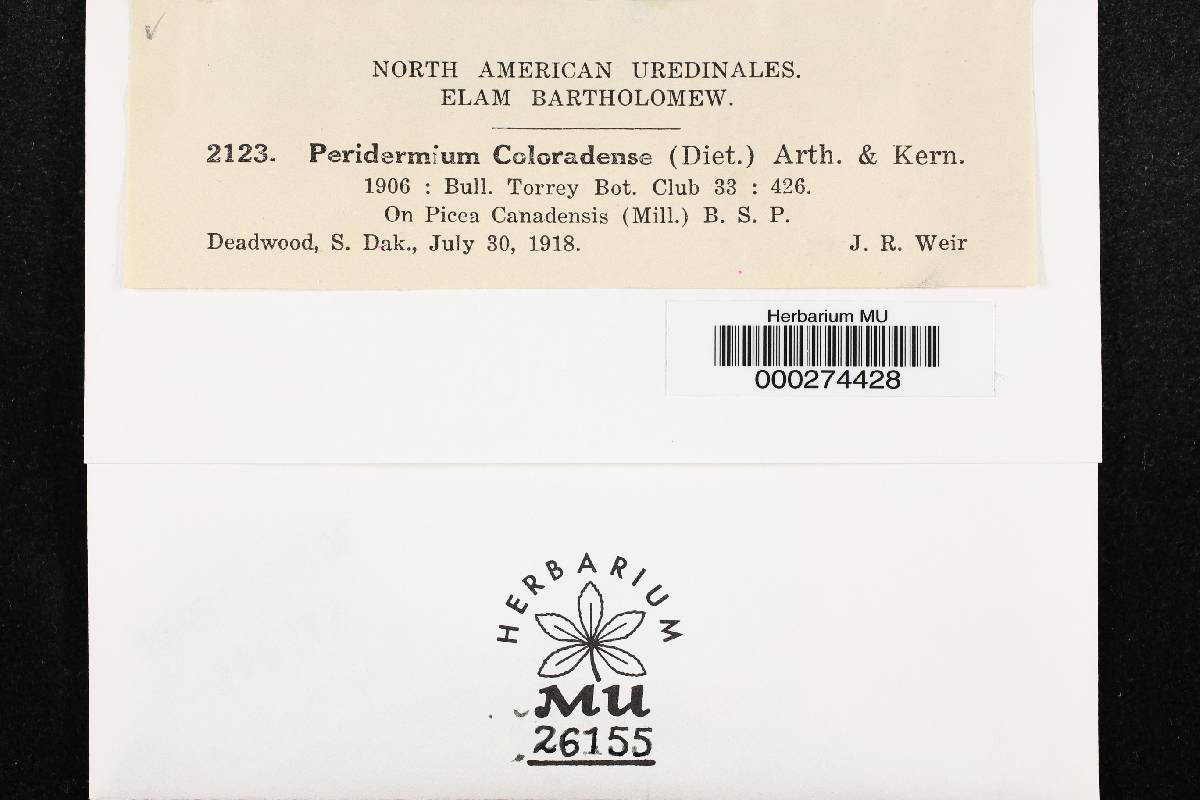 NORTH AMERICAN UREDINALES.
ELAM BARTHOLOMEW.
2123. Peridermium Coloradense (Diet.) Arth. & Kern.
1906 : Bull. Torrey Bot. Club 33 : 426.
On Picea Canadensis (Mill.) B. S. P.
Deadwood, S. Dak., July 30, 1918. J. R. Weir
Herbarium MU
000274428
HERBARIUM
MU
26155